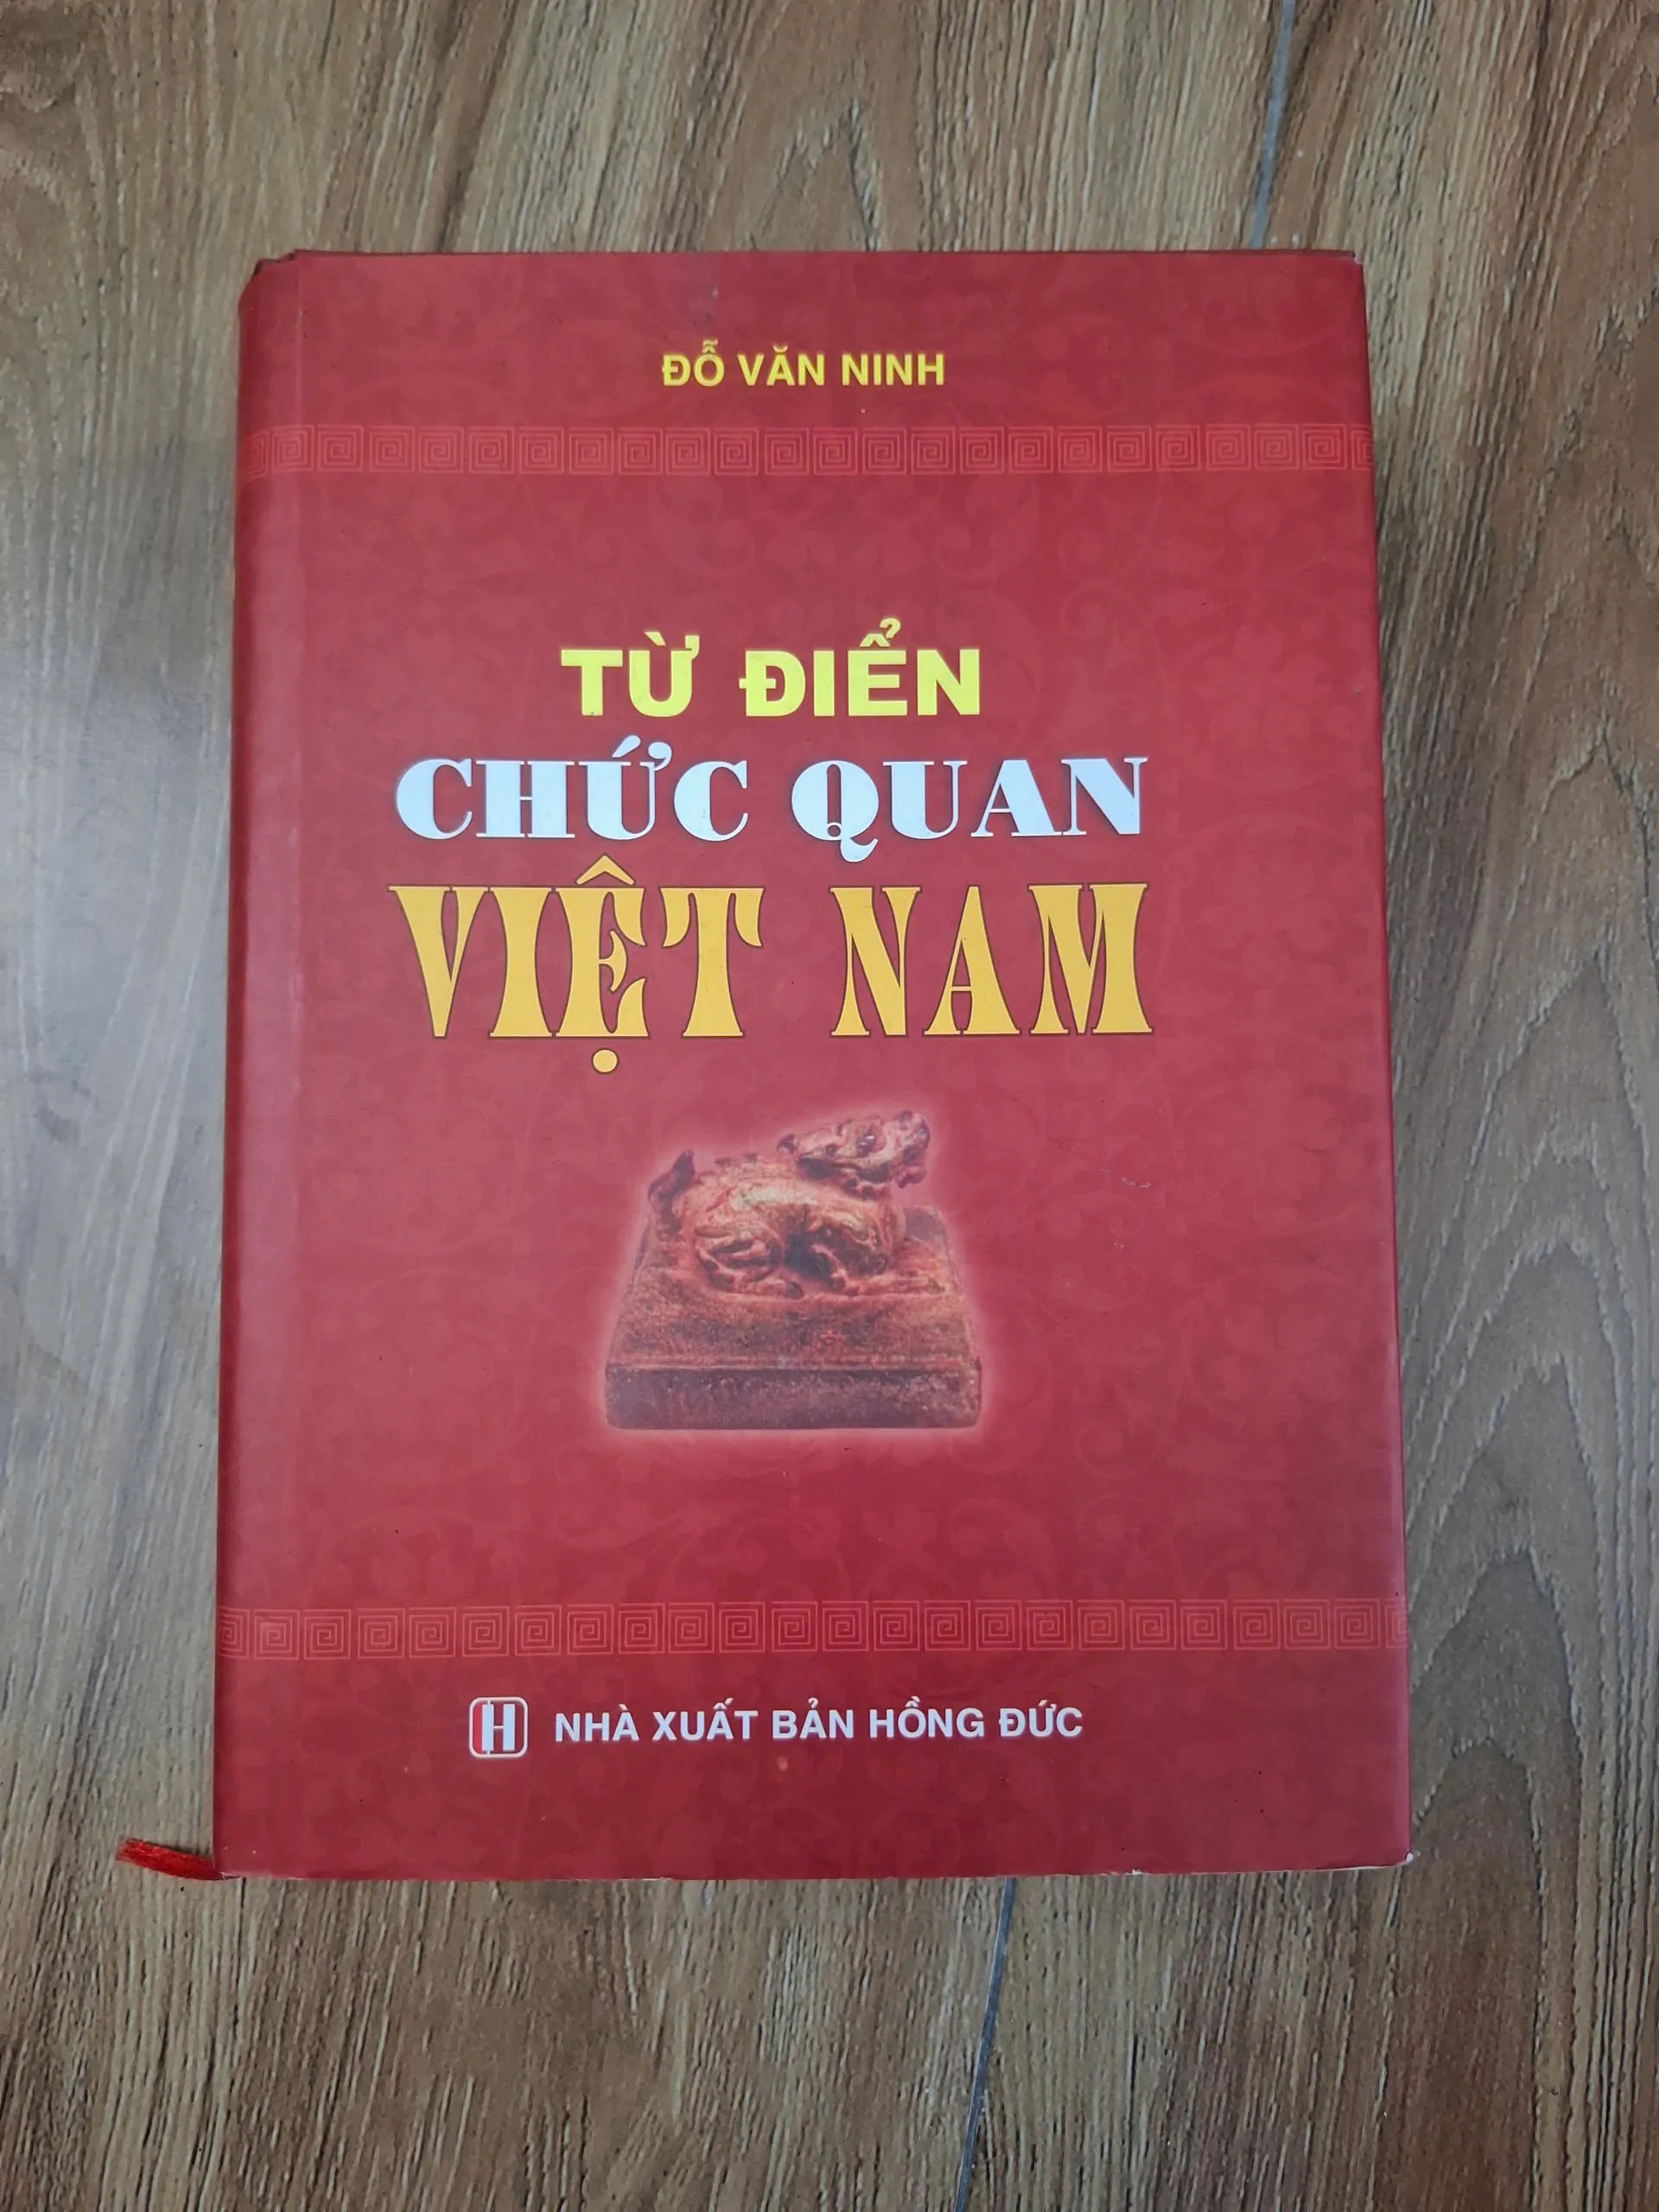 ĐỖ VĂN NINH
TỪ ĐIỂN
CHỨC QUAN
VIỆT NAM
H NHÀ XUẤT BẢN HỒNG ĐỨC